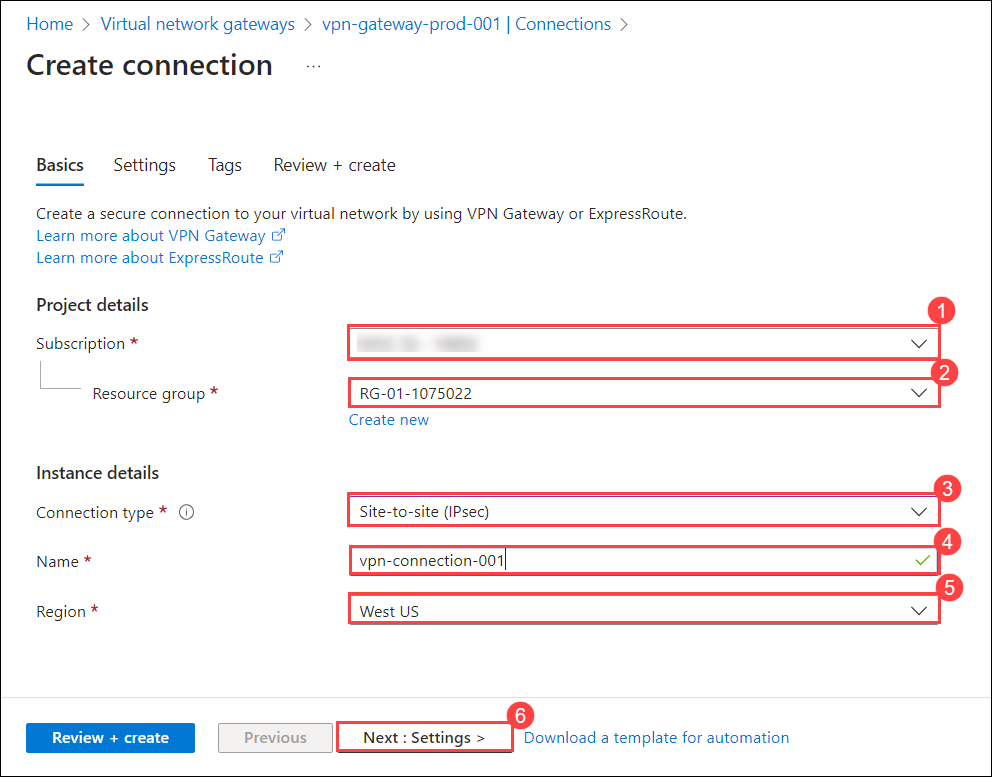 Home > Virtual network gateways > vpn-gateway-prod-001 | Connections >
Create connection ...
Basics Settings Tags Review + create
Create a secure connection to your virtual network by using VPN Gateway or ExpressRoute.
Learn more about VPN Gateway
Learn more about ExpressRoute
Project details
1
Subscription *
2
Resource group * RG-01-1075022
Create new
Instance details
3
Connection type * Site-to-site (IPsec)
4
Name * vpn-connection-001
5
Region * West US
6
Review + create Previous Next : Settings > Download a template for automation